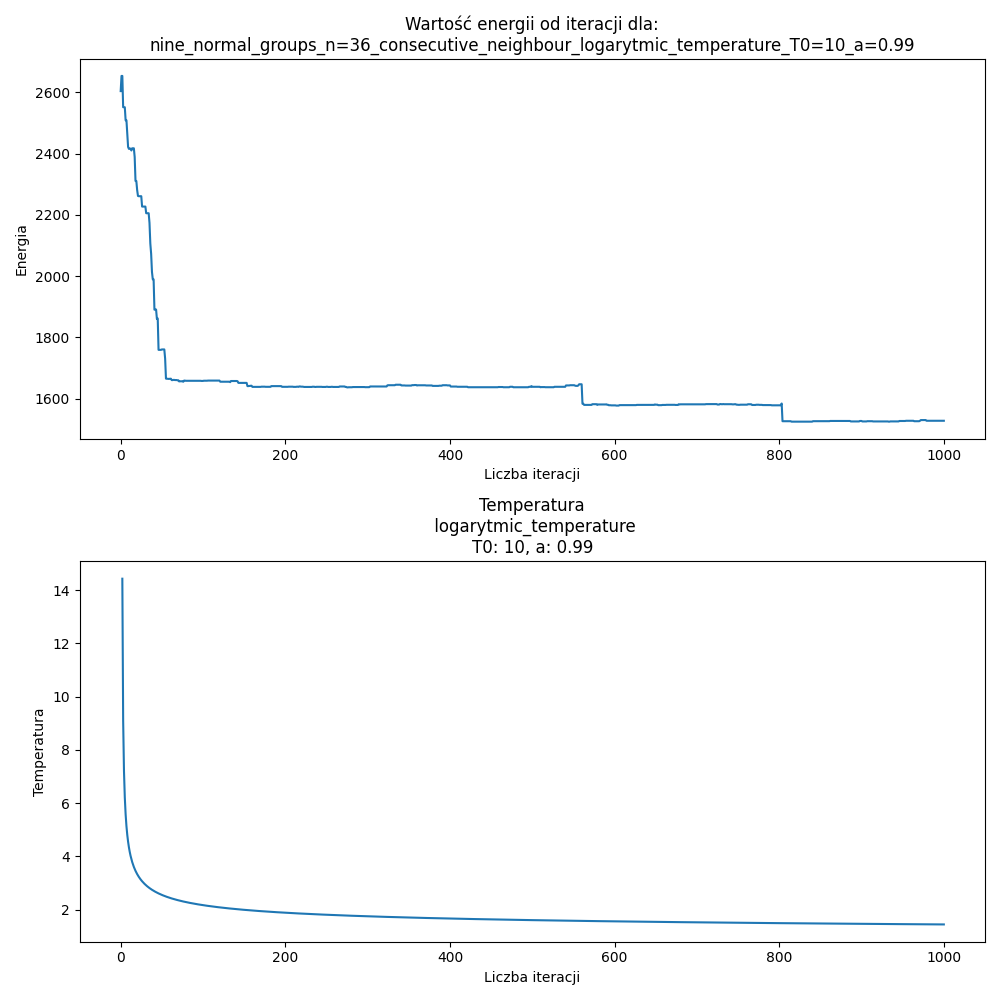 Wartość energii od iteracji dla:
nine_normal_groups_n=36_consecutive_neighbour_logarytmic_temperature_T0=10_a=0.99
2600
2400
2200
2000
1800
1600
Energia
0 200 400 600 800 1000
Liczba iteracji
Temperatura
logarytmic_temperature
T0: 10, a: 0.99
14
12
10
8
6
4
2
Temperatura
0 200 400 600 800 1000
Liczba iteracji